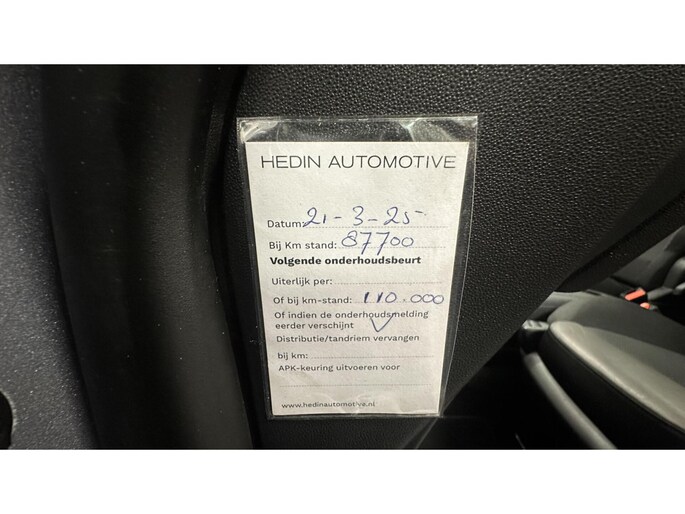 HEDIN AUTOMOTIVE
Datum: 21-3-25
Bij Km stand: 87700
Volgende onderhoudsbeurt
Uiterlijk per:
Of bij km-stand: 110.000
Of indien de onderhoudsmelding
eerder verschijnt
Distributie/tandriem vervangen
bij km:
APK-keuring uitvoeren voor
www.hedinautomotive.nl